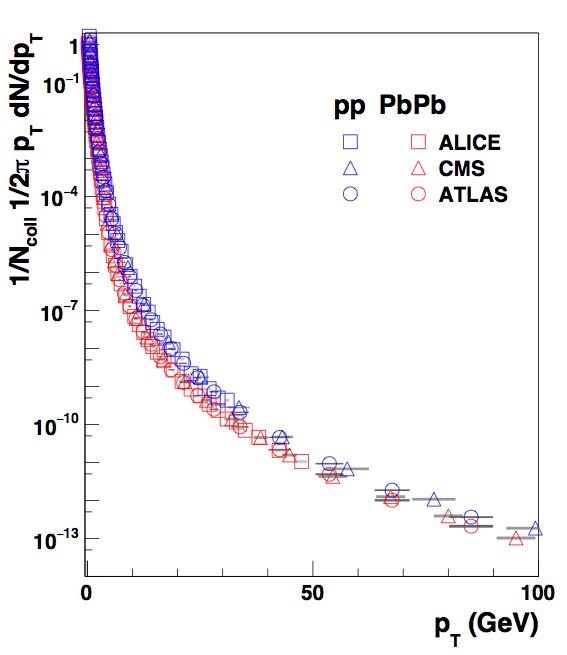 1/N_coll 1/2π p_T dN/dp_T
1
10^-1
10^-4
10^-7
10^-10
10^-13
pp PbPb
ALICE
CMS
ATLAS
0 50 100
p_T (GeV)